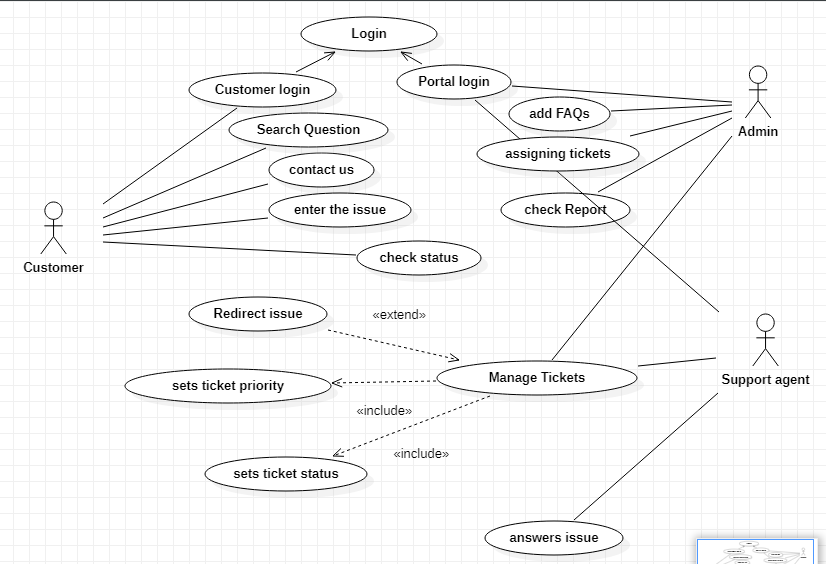 Login
Customer login
Portal login
Search Question
add FAQs
Admin
contact us
assigning tickets
enter the issue
check Report
Customer
check status
Redirect issue
«extend»
sets ticket priority
Manage Tickets
Support agent
«include»
«include»
sets ticket status
answers issue